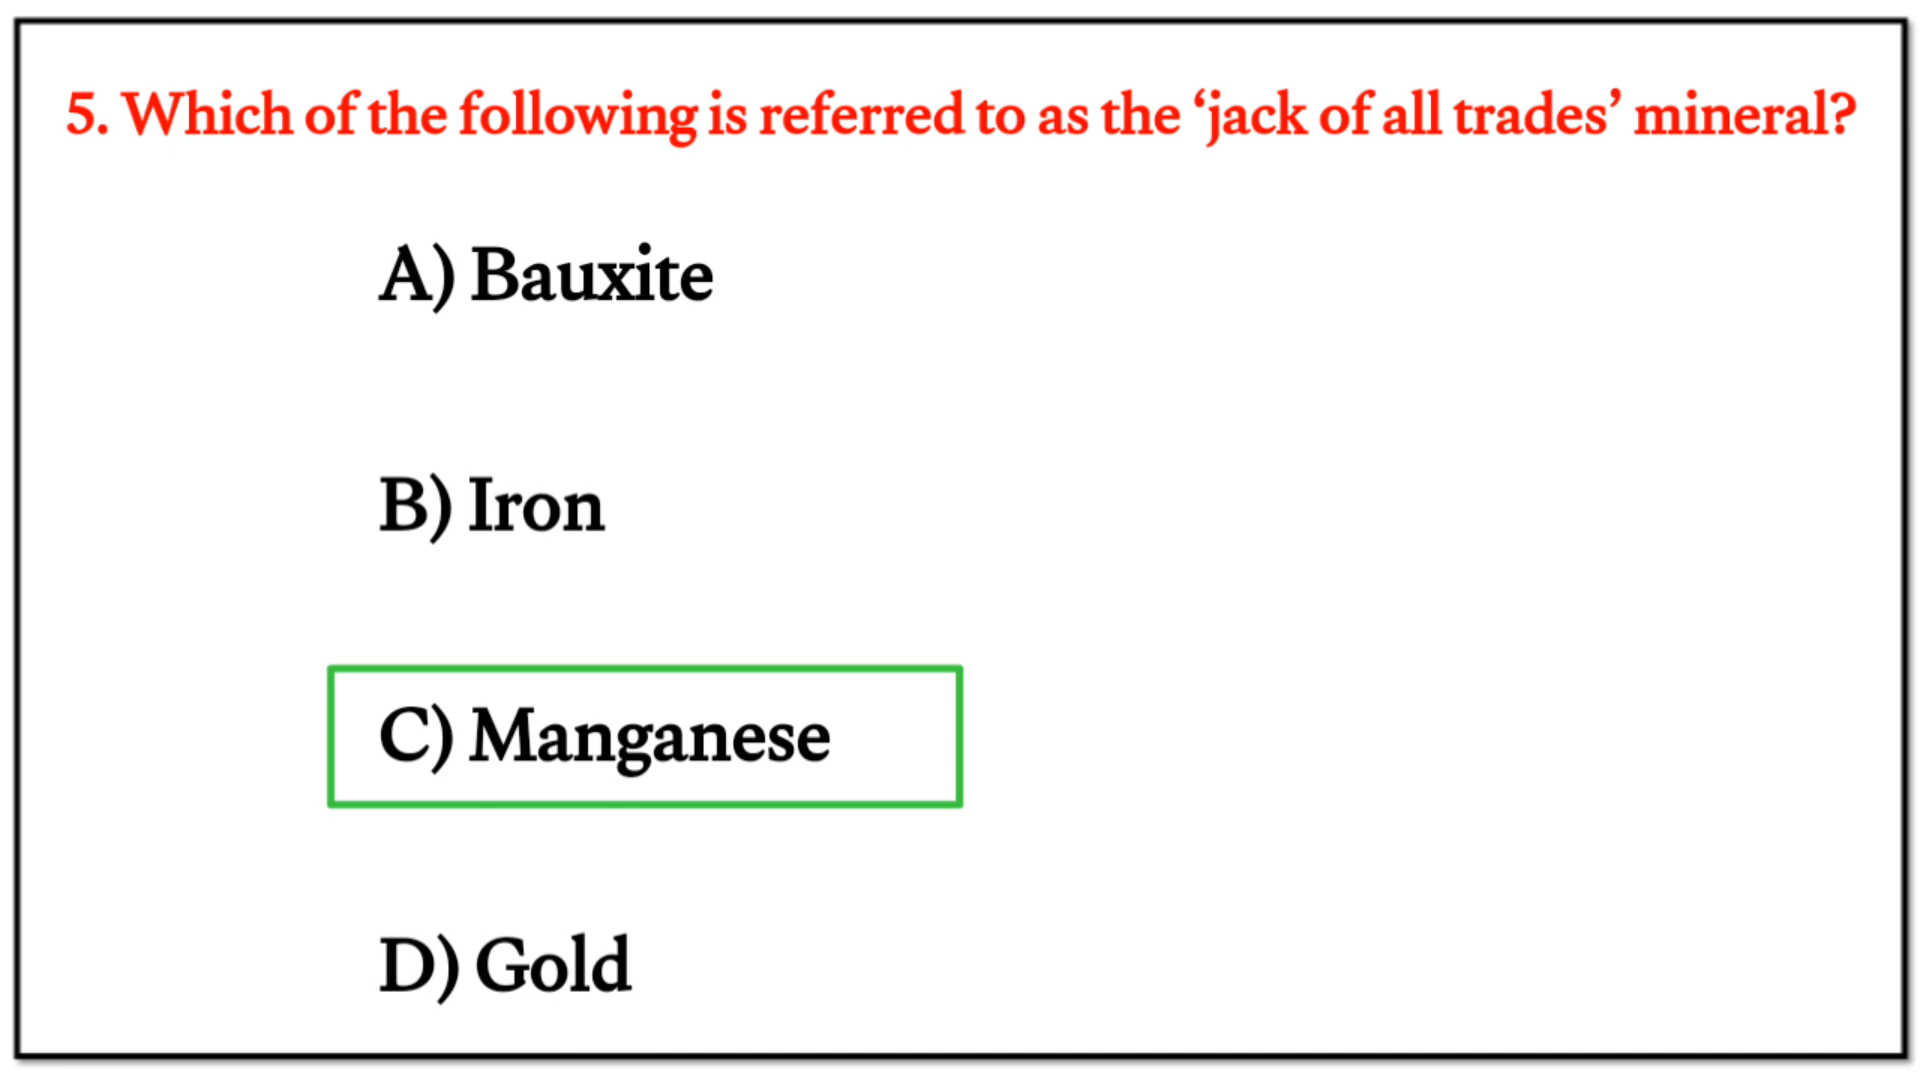 5. Which of the following is referred to as the ‘jack of all trades’ mineral?
A) Bauxite
B) Iron
C) Manganese
D) Gold